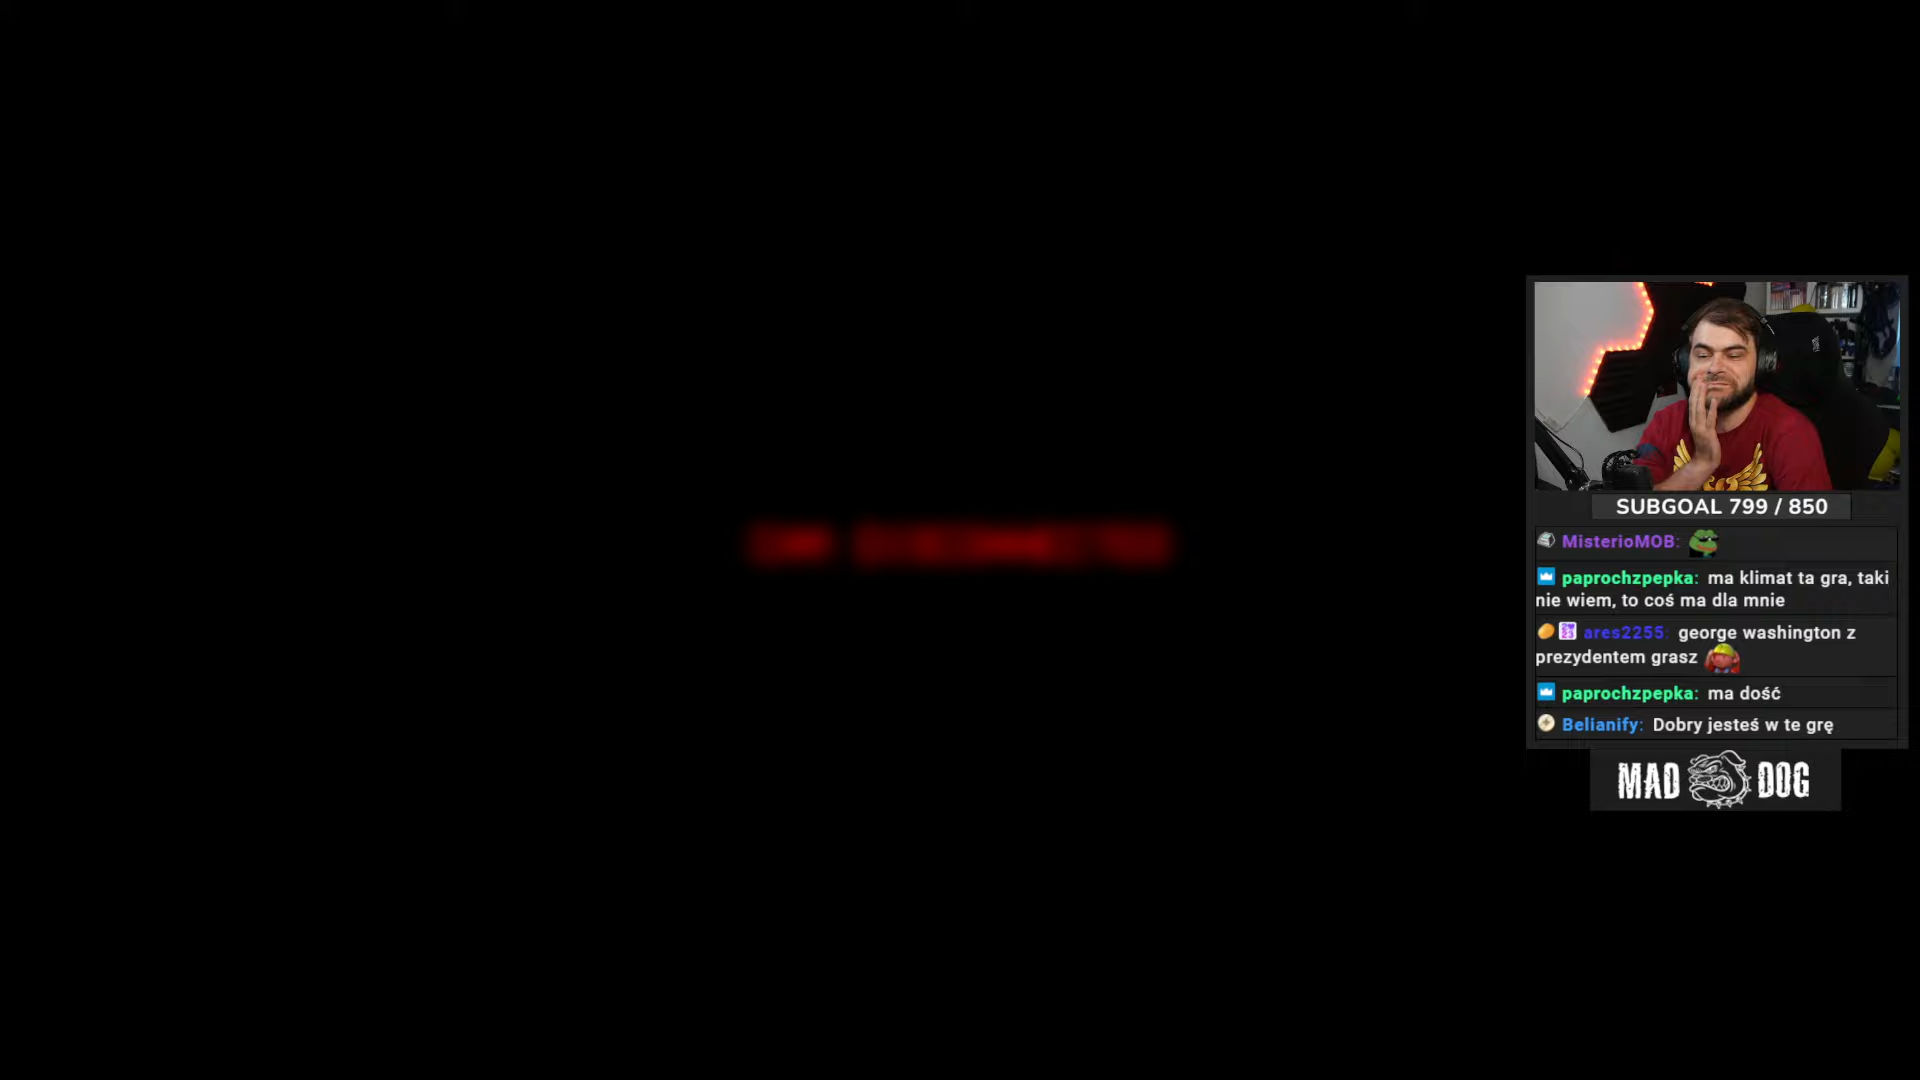 SUBGOAL 799 / 850
MisterioMOB:
paprochzpepka: ma klimat ta gra, taki
nie wiem, to coś ma dla mnie
ares2255: george washington z
prezydentem grasz
paprochzpepka: ma dość
Belianify: Dobry jesteś w te grę
MAD DOG